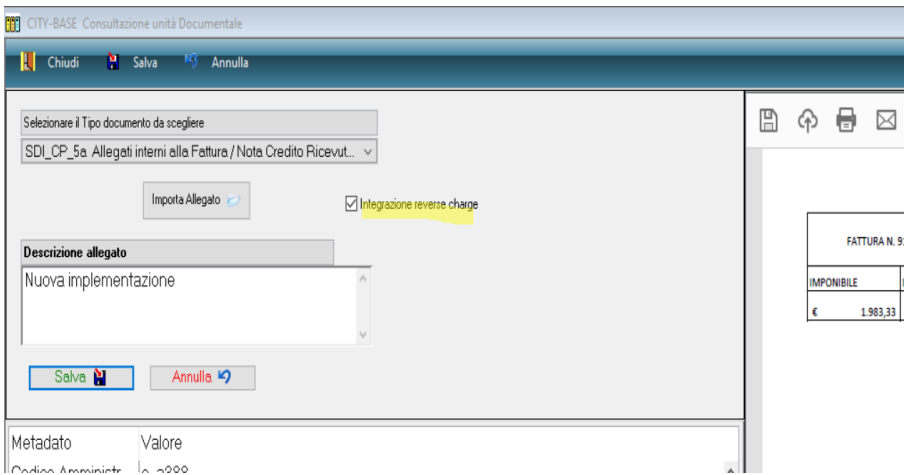 CITY-BASE Consultazione unità Documentale
Chiudi Salva Annulla
Selezionare il Tipo documento da scegliere
SDI_CP_5a Allegati interni alla Fattura / Nota Credito Ricevut...
Importa Allegato
Integrazione reverse charge
Descrizione allegato
Nuova implementazione
Salva Annulla
Metadato Valore
Codice Amministr
FATTURA N.
IMPONIBILE
€ 1.983,33